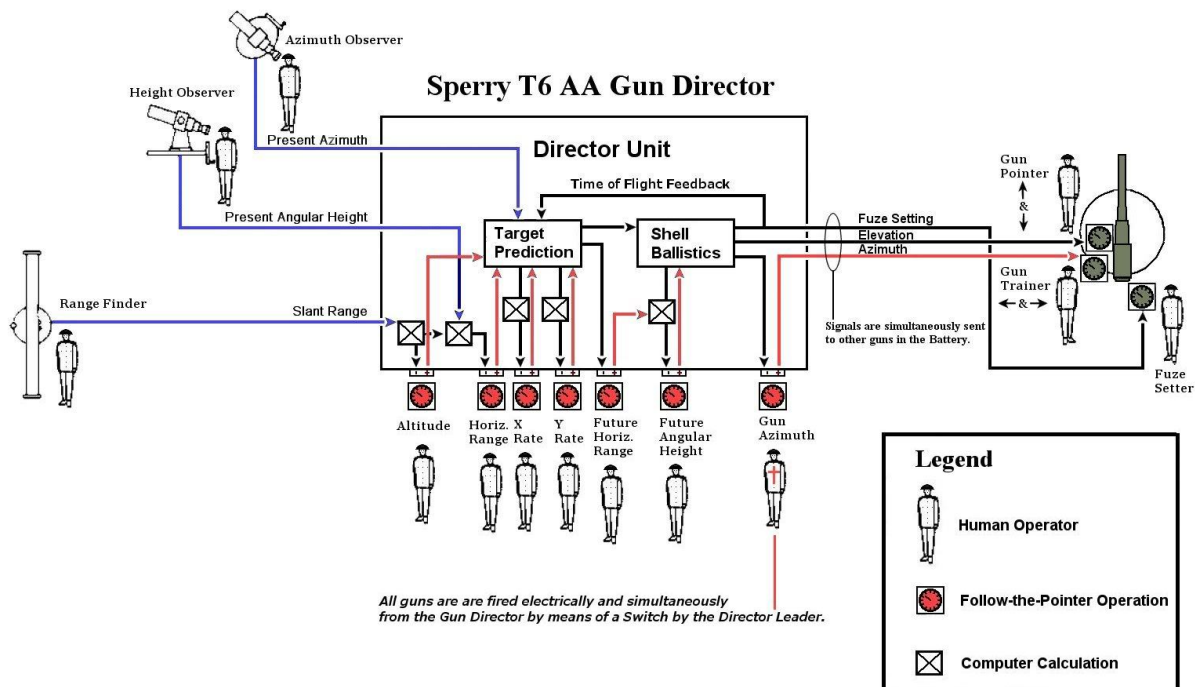 Azimuth Observer
Height Observer
Sperry T6 AA Gun Director
Present Azimuth
Director Unit
Time of Flight Feedback
Gun
Pointer
&
Present Angular Height
Target
Prediction
Shell
Ballistics
Fuze Setting
Elevation
Azimuth
Gun
Trainer
&
Range Finder
Slant Range
Signals are simultaneously sent
to other guns in the Battery.
Fuze
Setter
Altitude
Horiz.
Range
X
Rate
Y
Rate
Future
Horiz.
Range
Future
Angular
Height
Gun
Azimuth
Legend
Human Operator
Follow-the-Pointer Operation
Computer Calculation
All guns are are fired electrically and simultaneously
from the Gun Director by means of a Switch by the Director Leader.